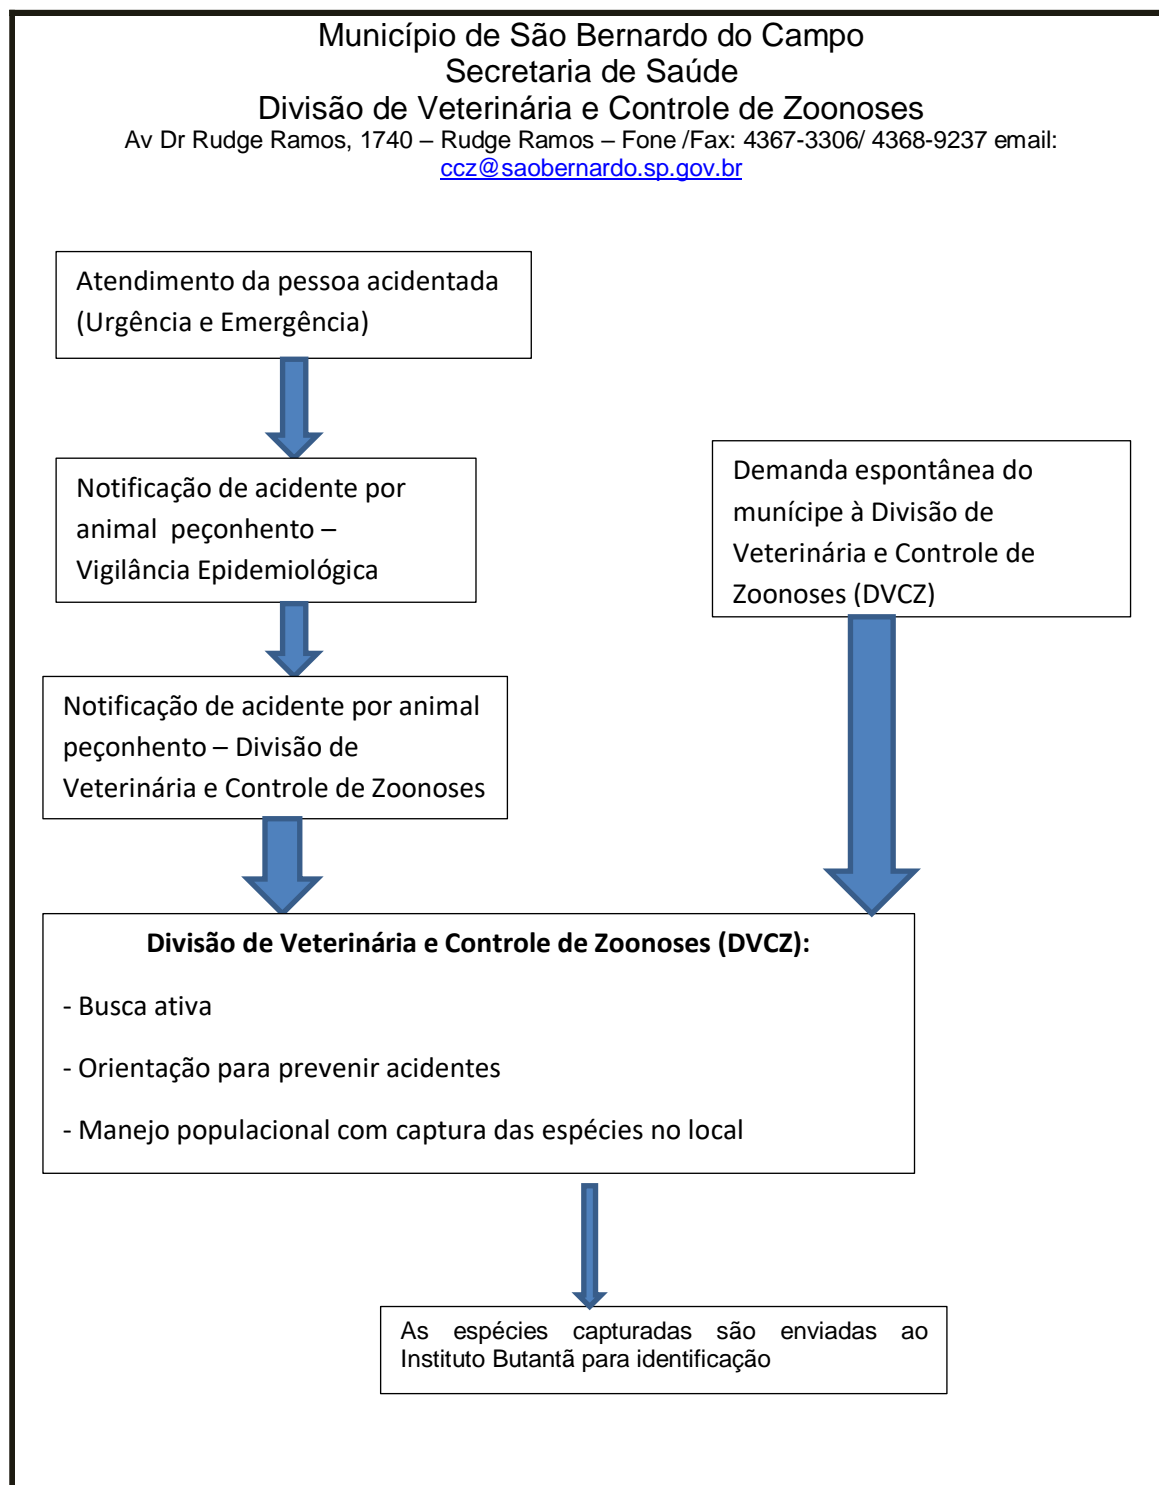 Município de São Bernardo do Campo
Secretaria de Saúde
Divisão de Veterinária e Controle de Zoonoses
Av Dr Rudge Ramos, 1740 – Rudge Ramos – Fone /Fax: 4367-3306/ 4368-9237 email:
ccz@saobernardo.sp.gov.br
Atendimento da pessoa acidentada
(Urgência e Emergência)
Notificação de acidente por
animal peçonhento –
Vigilância Epidemiológica
Demanda espontânea do
munícipe à Divisão de
Veterinária e Controle de
Zoonoses (DVCZ)
Notificação de acidente por animal
peçonhento – Divisão de
Veterinária e Controle de Zoonoses
Divisão de Veterinária e Controle de Zoonoses (DVCZ):
- Busca ativa
- Orientação para prevenir acidentes
- Manejo populacional com captura das espécies no local
As espécies capturadas são enviadas ao
Instituto Butantã para identificação